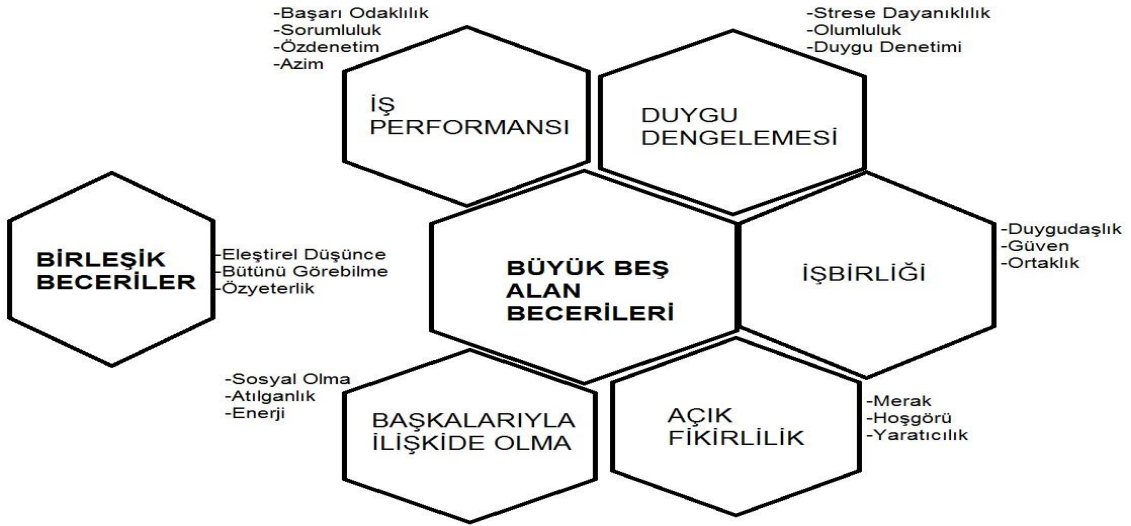 -Başarı Odaklılık
-Sorumluluk
-Özdenetim
-Azim
İŞ
PERFORMANSI
-Strese Dayanıklılık
-Olumluluk
-Duygu Denetimi
DUYGU
DENGELEMESİ
BİRLEŞİK
BECERİLER
-Eleştirel Düşünce
-Bütünü Görebilme
-Özyeterlik
BÜYÜK BEŞ
ALAN
BECERİLERİ
İŞBİRLİĞİ
-Duygudaşlık
-Güven
-Ortaklık
-Sosyal Olma
-Atılganlık
-Enerji
BAŞKALARIYLA
İLİŞKİDE OLMA
AÇIK
FİKİRLİLİK
-Merak
-Hoşgörü
-Yaratıcılık